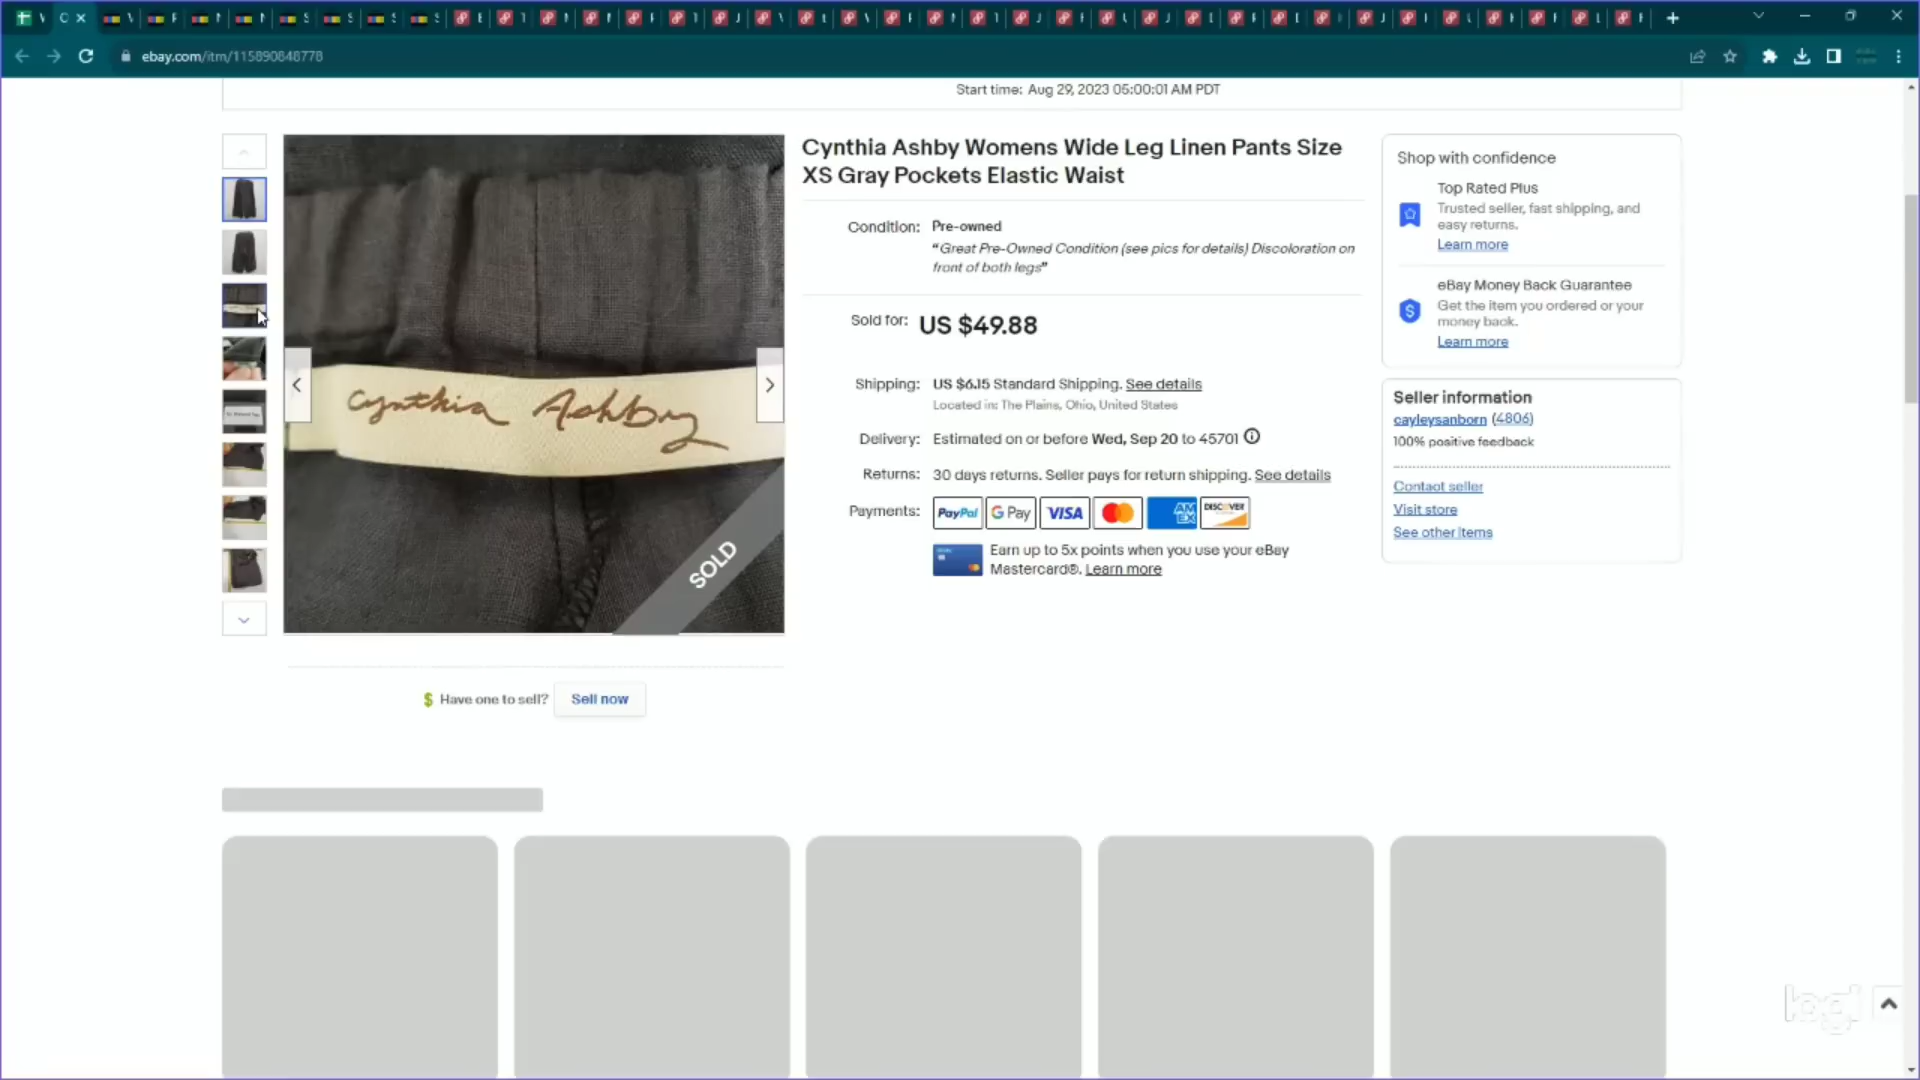 ebay.com/itm/115890848778
Start time: Aug 29, 2023 05:00:01 AM PDT
Cynthia Ashby Womens Wide Leg Linen Pants Size
XS Gray Pockets Elastic Waist
Condition: Pre-owned
"Great Pre-Owned Condition (see pics for details) Discoloration on
front of both legs"
Sold for: US $49.88
Shipping: US $6.15 Standard Shipping. See details
Located in: The Plains, Ohio, United States
Delivery: Estimated on or before Wed, Sep 20 to 45701
Returns: 30 days returns. Seller pays for return shipping. See details
Payments: PayPal G Pay VISA AMEX DISCOVER
Earn up to 5x points when you use your eBay
Mastercard®. Learn more
Shop with confidence
Top Rated Plus
Trusted seller, fast shipping, and
easy returns.
Learn more
eBay Money Back Guarantee
Get the item you ordered or your
money back.
Learn more
Seller information
cayleysanborn (4806)
100% positive feedback
Contact seller
Visit store
See other items
Cynthia Ashby
SOLD
$ Have one to sell? Sell now
logi